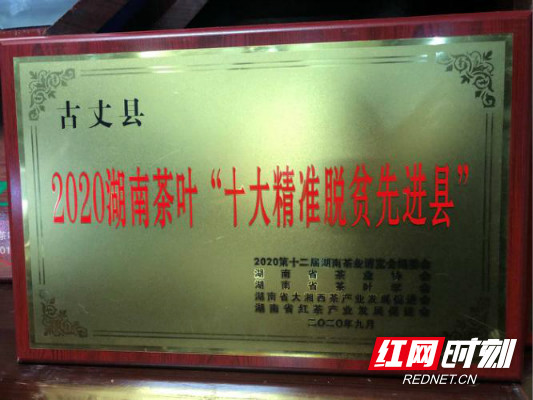 古丈县
2020湖南茶叶“十大精准脱贫先进县”
2020第十二届湖南茶业博览会组委会
湖南省茶业协会
湖南省茶叶学会
湖南省大湘西茶产业发展促进会
湖南省红茶产业发展促进会
二〇二〇年九月
红网时刻
REDNET.CN